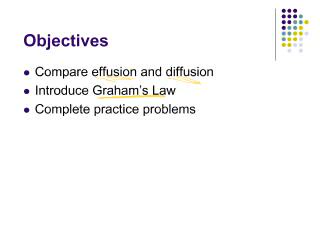 Objectives
Compare effusion and diffusion
Introduce Graham's Law
Complete practice problems